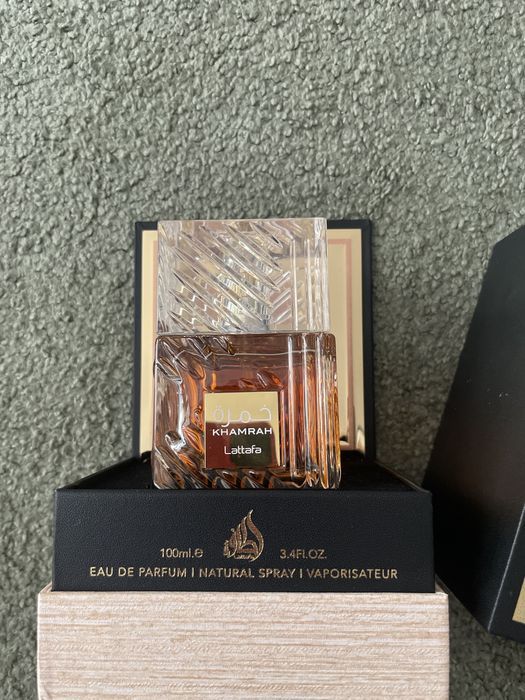 خمرة
KHAMRAH
Lattafa
100ml.e 3.4Fl.OZ.
EAU DE PARFUM | NATURAL SPRAY | VAPORISATEUR